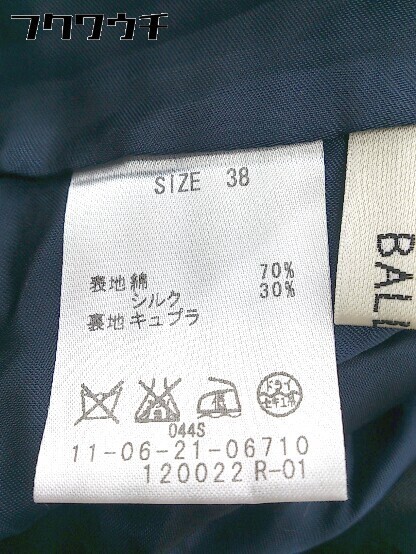 フクワウチ
SIZE 38
表地綿 70%
シルク 30%
裏地キュプラ
ドライ
セキユ系
044S
11-06-21-06710
120022 R-01
BALL